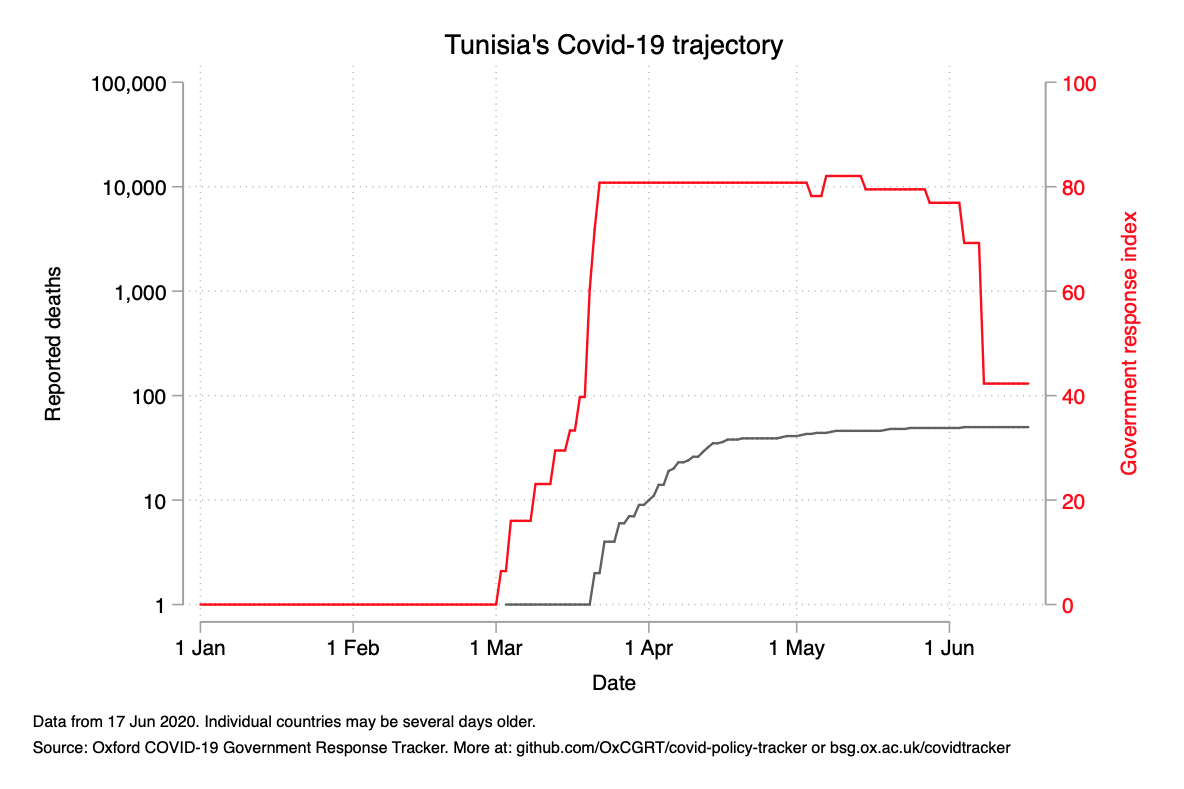 Tunisia's Covid-19 trajectory
100,000
10,000
1,000
100
10
1
Reported deaths
100
80
60
40
20
0
Government response index
1 Jan 1 Feb 1 Mar 1 Apr 1 May 1 Jun
Date
Data from 17 Jun 2020. Individual countries may be several days older.
Source: Oxford COVID-19 Government Response Tracker. More at: github.com/OxCGRT/covid-policy-tracker or bsg.ox.ac.uk/covidtracker